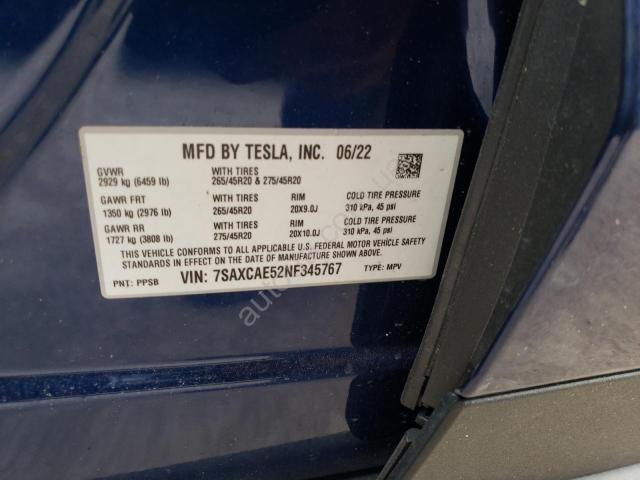 MFD BY TESLA, INC. 06/22
GVWR
2929 kg (6459 lb)
WITH TIRES
265/45R20 & 275/45R20
GAWR FRT
1350 kg (2976 lb)
WITH TIRES
265/45R20
RIM
20X9.0J
COLD TIRE PRESSURE
310 kPa, 45 psi
GAWR RR
1727 kg (3808 lb)
WITH TIRES
275/45R20
RIM
20X10.0J
COLD TIRE PRESSURE
310 kPa, 45 psi
THIS VEHICLE CONFORMS TO ALL APPLICABLE U.S. FEDERAL MOTOR VEHICLE SAFETY
STANDARDS IN EFFECT ON THE DATE OF MANUFACTURE SHOWN ABOVE.
PNT: PPSB VIN: 7SAXCAE52NF345767 TYPE: MPV